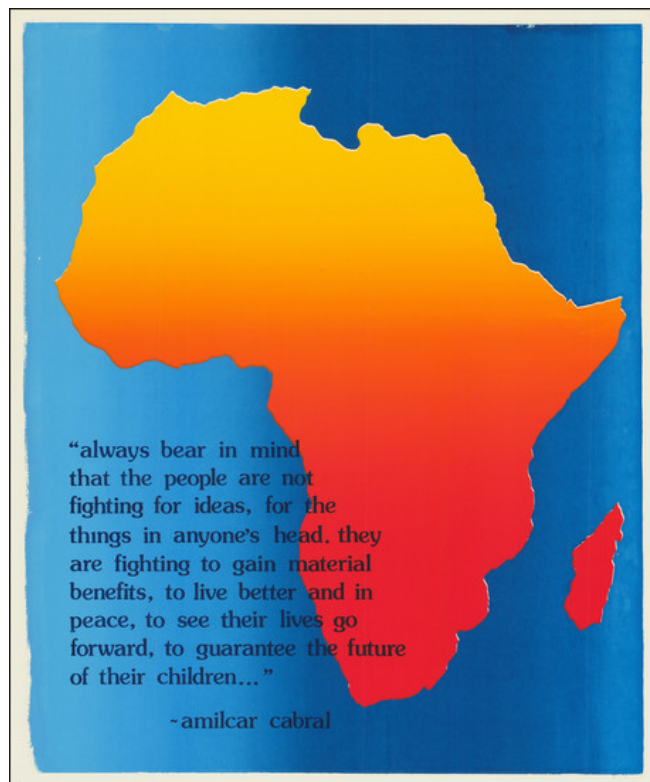 “always bear in mind
that the people are not
fighting for ideas, for the
things in anyone’s head. they
are fighting to gain material
benefits, to live better and in
peace, to see their lives go
forward, to guarantee the future
of their children...”
~amilcar cabral